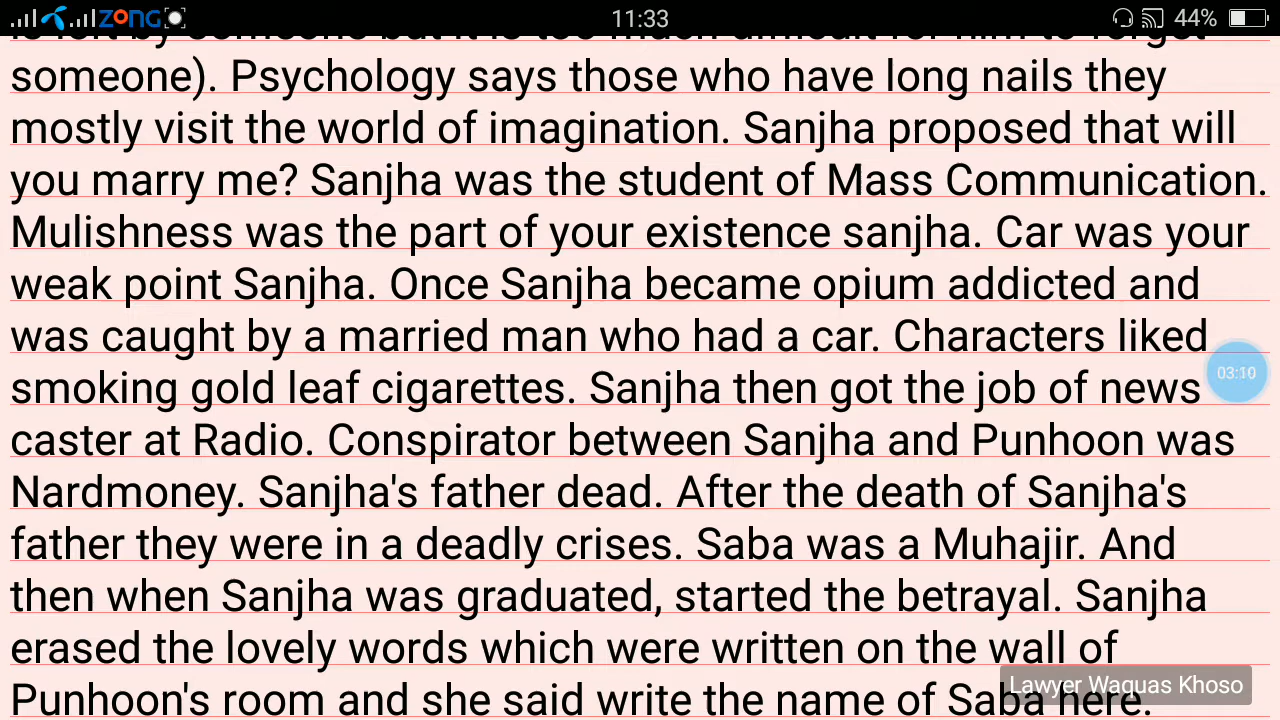 zong 11:33 44%
someone). Psychology says those who have long nails they
mostly visit the world of imagination. Sanjha proposed that will
you marry me? Sanjha was the student of Mass Communication.
Mulishness was the part of your existence sanjha. Car was your
weak point Sanjha. Once Sanjha became opium addicted and
was caught by a married man who had a car. Characters liked
smoking gold leaf cigarettes. Sanjha then got the job of news
03:10
caster at Radio. Conspirator between Sanjha and Punhoon was
Nardmoney. Sanjha's father dead. After the death of Sanjha's
father they were in a deadly crises. Saba was a Muhajir. And
then when Sanjha was graduated, started the betrayal. Sanjha
erased the lovely words which were written on the wall of
Punhoon's room and she said write the name of Saba here.
Lawyer Waquas Khoso